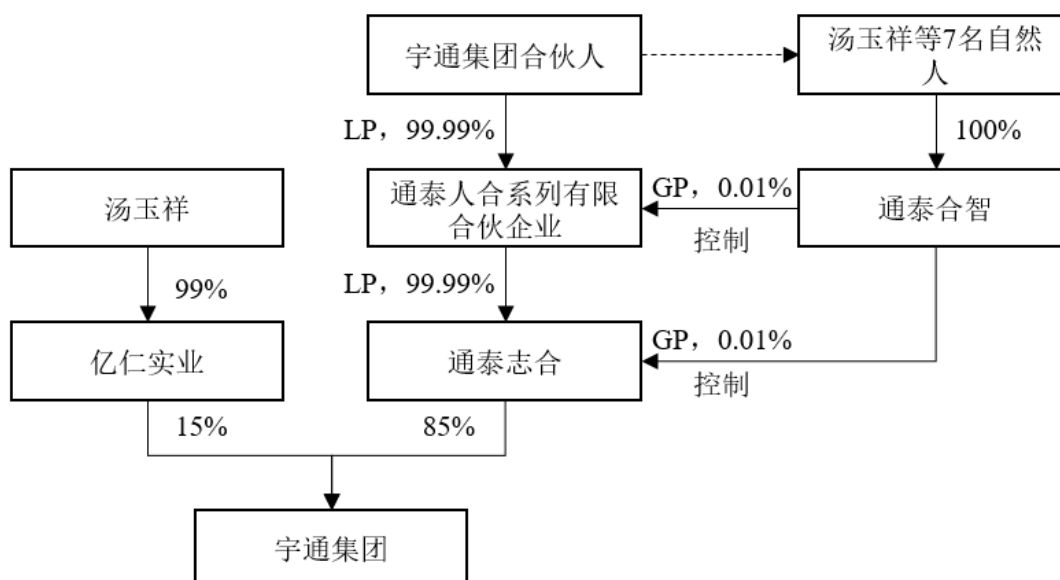 宇通集团合伙人
汤玉祥等7名自然
人
LP，99.99%
100%
汤玉祥
通泰人合系列有限
合伙企业
GP，0.01%
控制
通泰合智
99%
LP，99.99%
亿仁实业
通泰志合
GP，0.01%
控制
15%
85%
宇通集团